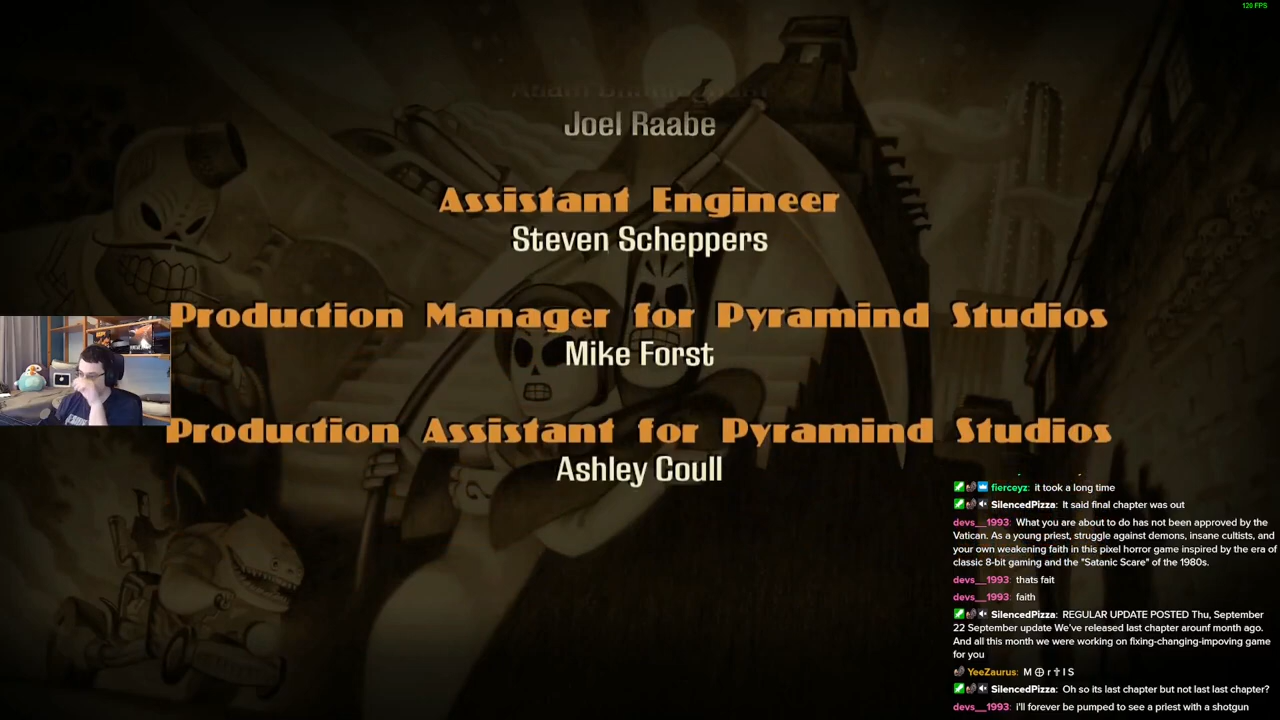 120 FPS
Joel Raabe
Assistant Engineer
Steven Scheppers
Production Manager for Pyramind Studios
Mike Forst
Production Assistant for Pyramind Studios
Ashley Coull
fierceyz: it took a long time
SilencedPizza: It said final chapter was out
devs__1993: What you are about to do has not been approved by the
Vatican. As a young priest, struggle against demons, insane cultists, and
your own weakening faith in this pixel horror game inspired by the era of
classic 8-bit gaming and the "Satanic Scare" of the 1980s.
devs__1993: thats fait
devs__1993: faith
SilencedPizza: REGULAR UPDATE POSTED Thu, September
22 September update We've released last chapter arounf month ago.
And all this month we were working on fixing-changing-impoving game
for you
YeeZaurus: M ⨁ r ✝ I S
SilencedPizza: Oh so its last chapter but not last last chapter?
devs__1993: i'll forever be pumped to see a priest with a shotgun